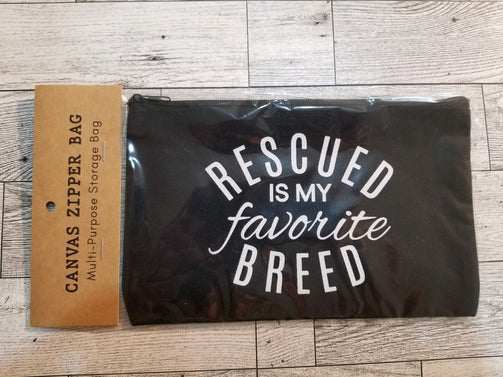 CANVAS ZIPPER BAG
Multi-Purpose Storage Bag
RESCUED
IS MY
favorite
BREED